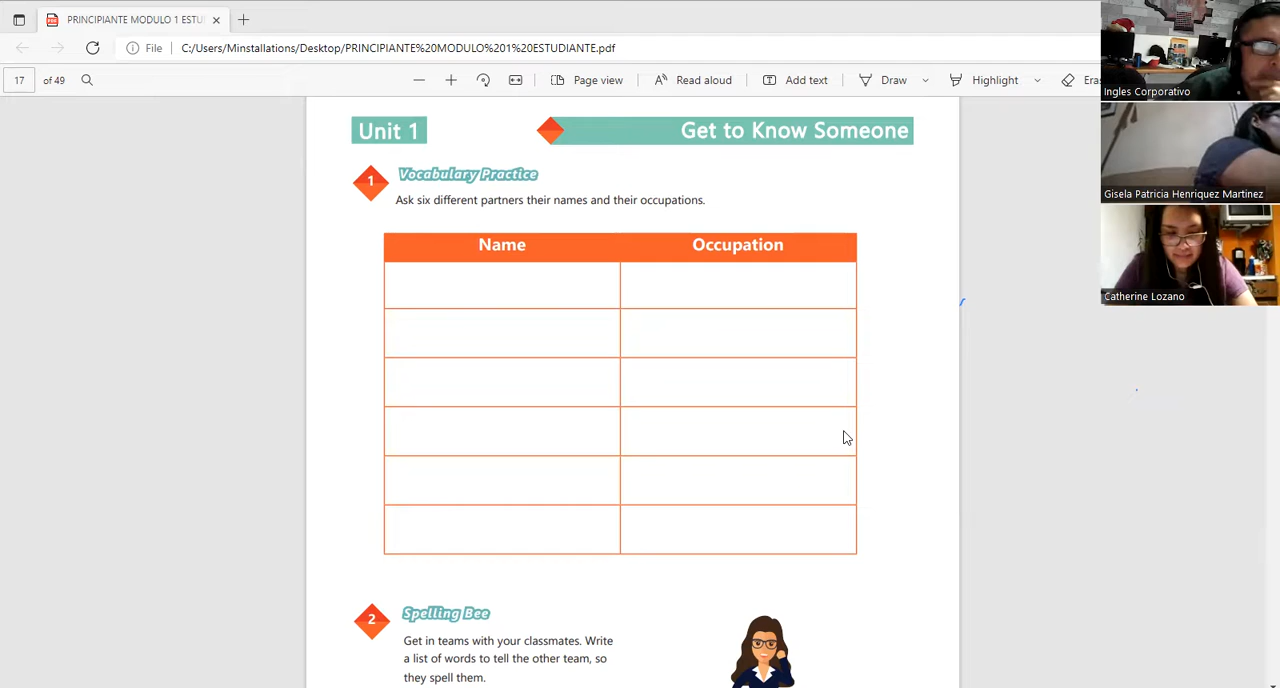 PRINCIPIANTE MODULO 1 ESTU
File
C:/Users/Minstallations/Desktop/PRINCIPIANTE%20MODULO%201%20ESTUDIANTE.pdf
17 of 49
Page view
Read aloud
Add text
Draw
Highlight
Eras
Unit 1
Get to Know Someone
1 Vocabulary Practice
Ask six different partners their names and their occupations.
Name Occupation
2 Spelling Bee
Get in teams with your classmates. Write
a list of words to tell the other team, so
they spell them.
Ingles Corporativo
Gisela Patricia Henriquez Martinez
Catherine Lozano